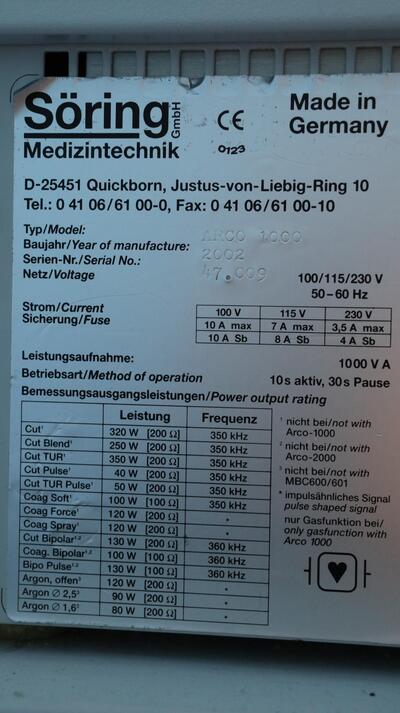 Söring GmbH
Medizintechnik
CE
0123
Made in
Germany
D-25451 Quickborn, Justus-von-Liebig-Ring 10
Tel.: 0 41 06/61 00-0, Fax: 0 41 06/61 00-10
Typ/Model: ARCO 1000
Baujahr/Year of manufacture: 2002
Serien-Nr./Serial No.: 47.009
Netz/Voltage 100/115/230 V
50–60 Hz
Strom/Current
Sicherung/Fuse
100 V 115 V 230 V
10 A max 7 A max 3,5 A max
10 A Sb 8 A Sb 4 A Sb
Leistungsaufnahme: 1000 V A
Betriebsart/Method of operation 10 s aktiv, 30 s Pause
Bemessungsausgangsleistungen/Power output rating
Leistung Frequenz
Cut¹ 320 W [200 Ω] 350 kHz
Cut Blend¹ 250 W [200 Ω] 350 kHz
Cut TUR¹ 350 W [200 Ω] 350 kHz
Cut Pulse¹ 40 W [200 Ω] 350 kHz
Cut TUR Pulse¹ 50 W [200 Ω] 350 kHz
Coag Soft¹ 100 W [100 Ω] 350 kHz
Coag Force¹ 120 W [200 Ω] *
Coag Spray¹ 120 W [200 Ω] *
Cut Bipolar¹,² 130 W [200 Ω] 360 kHz
Coag. Bipolar¹,² 100 W [100 Ω] 360 kHz
Bipo Pulse¹,² 130 W [100 Ω] 360 kHz
Argon, offen³ 120 W [200 Ω] *
Argon ∅ 2,5³ 90 W [200 Ω] *
Argon ∅ 1,6³ 80 W [200 Ω] *
¹ nicht bei/not with
Arco-1000
² nicht bei/not with
Arco-2000
³ nicht bei/not with
MBC600/601
* impulsähnliches Signal
pulse shaped signal
nur Gasfunktion bei/
only gasfunction with
Arco 1000